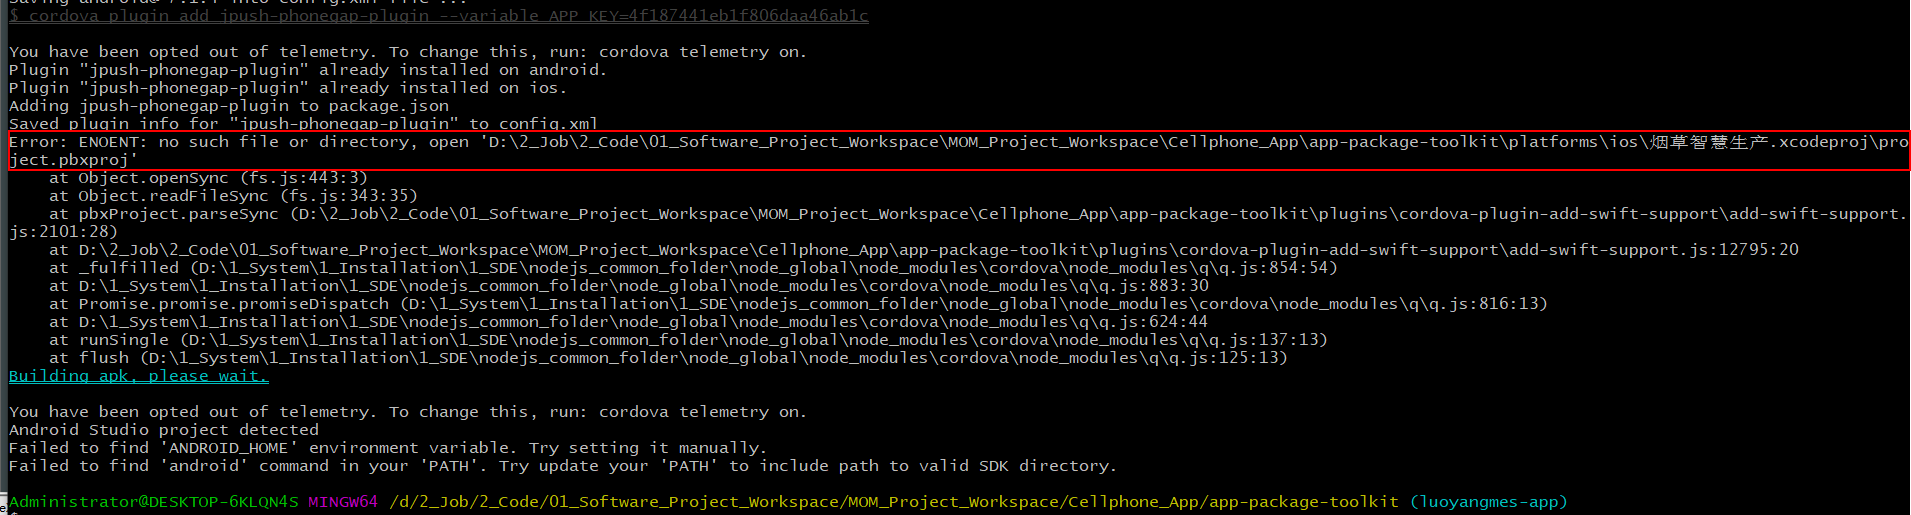 Saving android@~7.1.4 into config.xml file ...
$ cordova plugin add jpush-phonegap-plugin --variable APP_KEY=4f187441eb1f806daa46ab1c
You have been opted out of telemetry. To change this, run: cordova telemetry on.
Plugin "jpush-phonegap-plugin" already installed on android.
Plugin "jpush-phonegap-plugin" already installed on ios.
Adding jpush-phonegap-plugin to package.json
Saved plugin info for "jpush-phonegap-plugin" to config.xml
Error: ENOENT: no such file or directory, open 'D:\2_Job\2_Code\01_Software_Project_Workspace\MOM_Project_Workspace\Cellphone_App\app-package-toolkit\platforms\ios\烟草智慧生产.xcodeproj\pro
ject.pbxproj'
    at Object.openSync (fs.js:443:3)
    at Object.readFileSync (fs.js:343:35)
    at pbxProject.parseSync (D:\2_Job\2_Code\01_Software_Project_Workspace\MOM_Project_Workspace\Cellphone_App\app-package-toolkit\plugins\cordova-plugin-add-swift-support\add-swift-support.
js:2101:28)
    at D:\2_Job\2_Code\01_Software_Project_Workspace\MOM_Project_Workspace\Cellphone_App\app-package-toolkit\plugins\cordova-plugin-add-swift-support\add-swift-support.js:12795:20
    at _fulfilled (D:\1_System\1_Installation\1_SDE\nodejs_common_folder\node_global\node_modules\cordova\node_modules\q\q.js:854:54)
    at D:\1_System\1_Installation\1_SDE\nodejs_common_folder\node_global\node_modules\cordova\node_modules\q\q.js:883:30
    at Promise.promise.promiseDispatch (D:\1_System\1_Installation\1_SDE\nodejs_common_folder\node_global\node_modules\cordova\node_modules\q\q.js:816:13)
    at D:\1_System\1_Installation\1_SDE\nodejs_common_folder\node_global\node_modules\cordova\node_modules\q\q.js:624:44
    at runSingle (D:\1_System\1_Installation\1_SDE\nodejs_common_folder\node_global\node_modules\cordova\node_modules\q\q.js:137:13)
    at flush (D:\1_System\1_Installation\1_SDE\nodejs_common_folder\node_global\node_modules\cordova\node_modules\q\q.js:125:13)
Building apk, please wait.
You have been opted out of telemetry. To change this, run: cordova telemetry on.
Android Studio project detected
Failed to find 'ANDROID_HOME' environment variable. Try setting it manually.
Failed to find 'android' command in your 'PATH'. Try update your 'PATH' to include path to valid SDK directory.
Administrator@DESKTOP-6KLQN4S MINGW64 /d/2_Job/2_Code/01_Software_Project_Workspace/MOM_Project_Workspace/Cellphone_App/app-package-toolkit (luoyangmes-app)